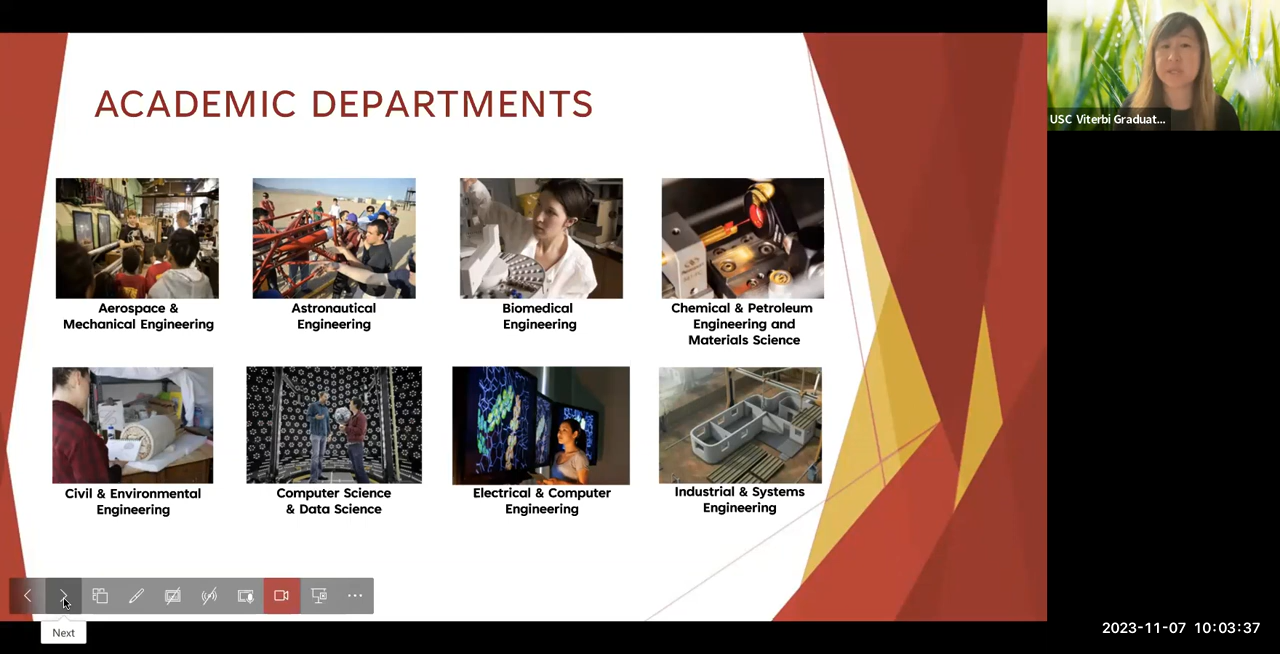 ACADEMIC DEPARTMENTS
USC Viterbi Graduat...
Aerospace &
Mechanical Engineering
Astronautical
Engineering
Biomedical
Engineering
Chemical & Petroleum
Engineering and
Materials Science
Civil & Environmental
Engineering
Computer Science
& Data Science
Electrical & Computer
Engineering
Industrial & Systems
Engineering
Next
2023-11-07 10:03:37